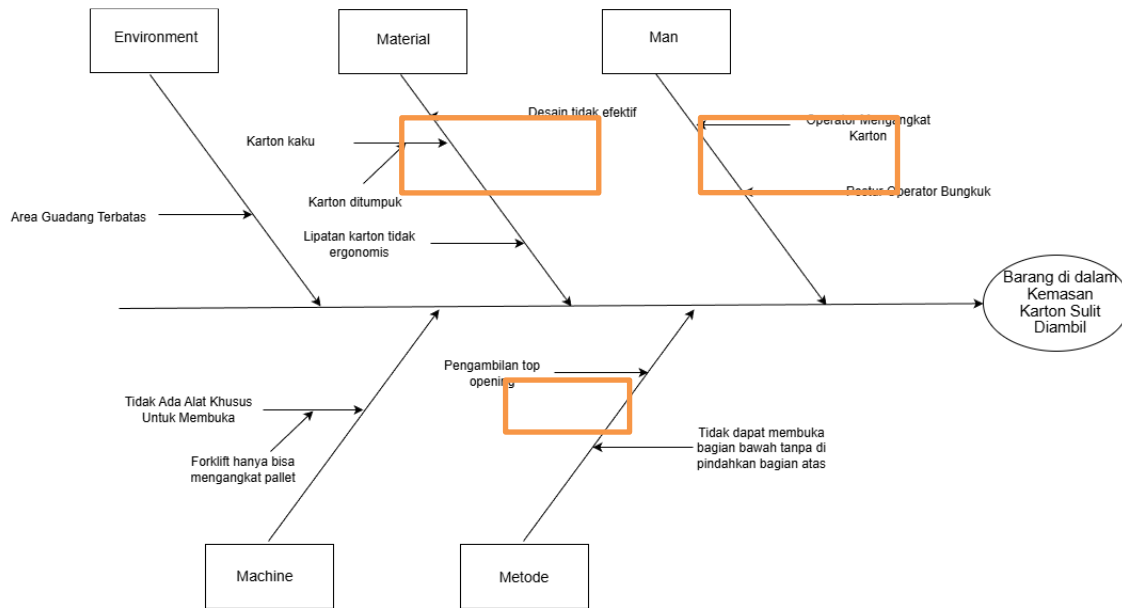 Environment
Material
Man
Desain tidak efektif
Operator Mengangkat
Karton
Karton kaku
Karton ditumpuk
Postur Operator Bungkuk
Area Guadang Terbatas
Lipatan karton tidak
ergonomis
Barang di dalam
Kemasan
Karton Sulit
Diambil
Pengambilan top
opening
Tidak Ada Alat Khusus
Untuk Membuka
Forklift hanya bisa
mengangkat pallet
Tidak dapat membuka
bagian bawah tanpa di
pindahkan bagian atas
Machine
Metode